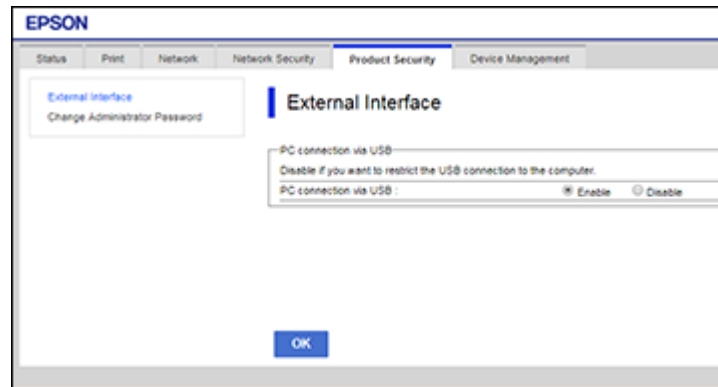 EPSON
Status Print Network Network Security Product Security Device Management
External Interface
Change Administrator Password
External Interface
PC connection via USB
Disable if you want to restrict the USB connection to the computer.
PC connection via USB : Enable Disable
OK